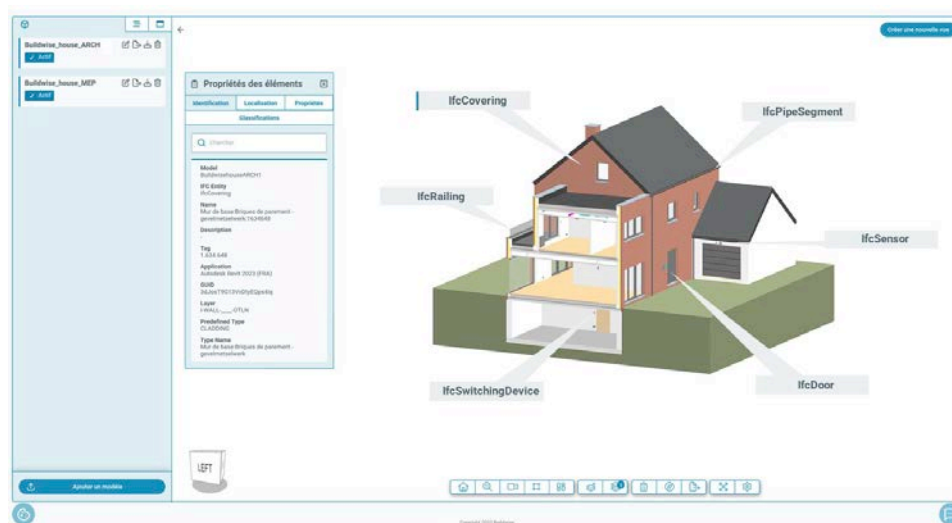 Buildwise_house_ARCH
Actif
Buildwise_house_MEP
Actif
Ajouter un modèle
Créer une nouvelle vue
Propriétés des éléments
Identification
Localisation
Propriétés
Classifications
Chercher
Model
BuildwisehouseARCH1
IFC Entity
IfcCovering
Name
Mur de base:Briques de parement -
gevelmetselwerk:1634648
Description
-
Tag
1.634.648
Application
Autodesk Revit 2023 (FRA)
GUID
Layer
Predefined Type
CLADDING
Type Name
Mur de base:Briques de parement -
gevelmetselwerk
IfcCovering
IfcPipeSegment
IfcRailing
IfcSensor
IfcSwitchingDevice
IfcDoor
LEFT